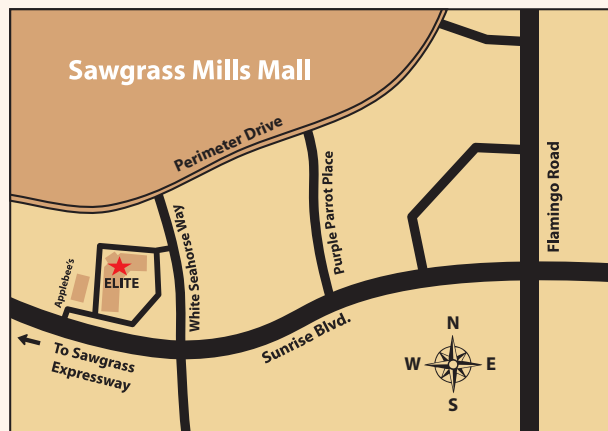 Sawgrass Mills Mall
Perimeter Drive
Purple Parrot Place
Flamingo Road
White Seahorse Way
Applebee's
ELITE
Sunrise Blvd.
To Sawgrass
Expressway
N
W
E
S